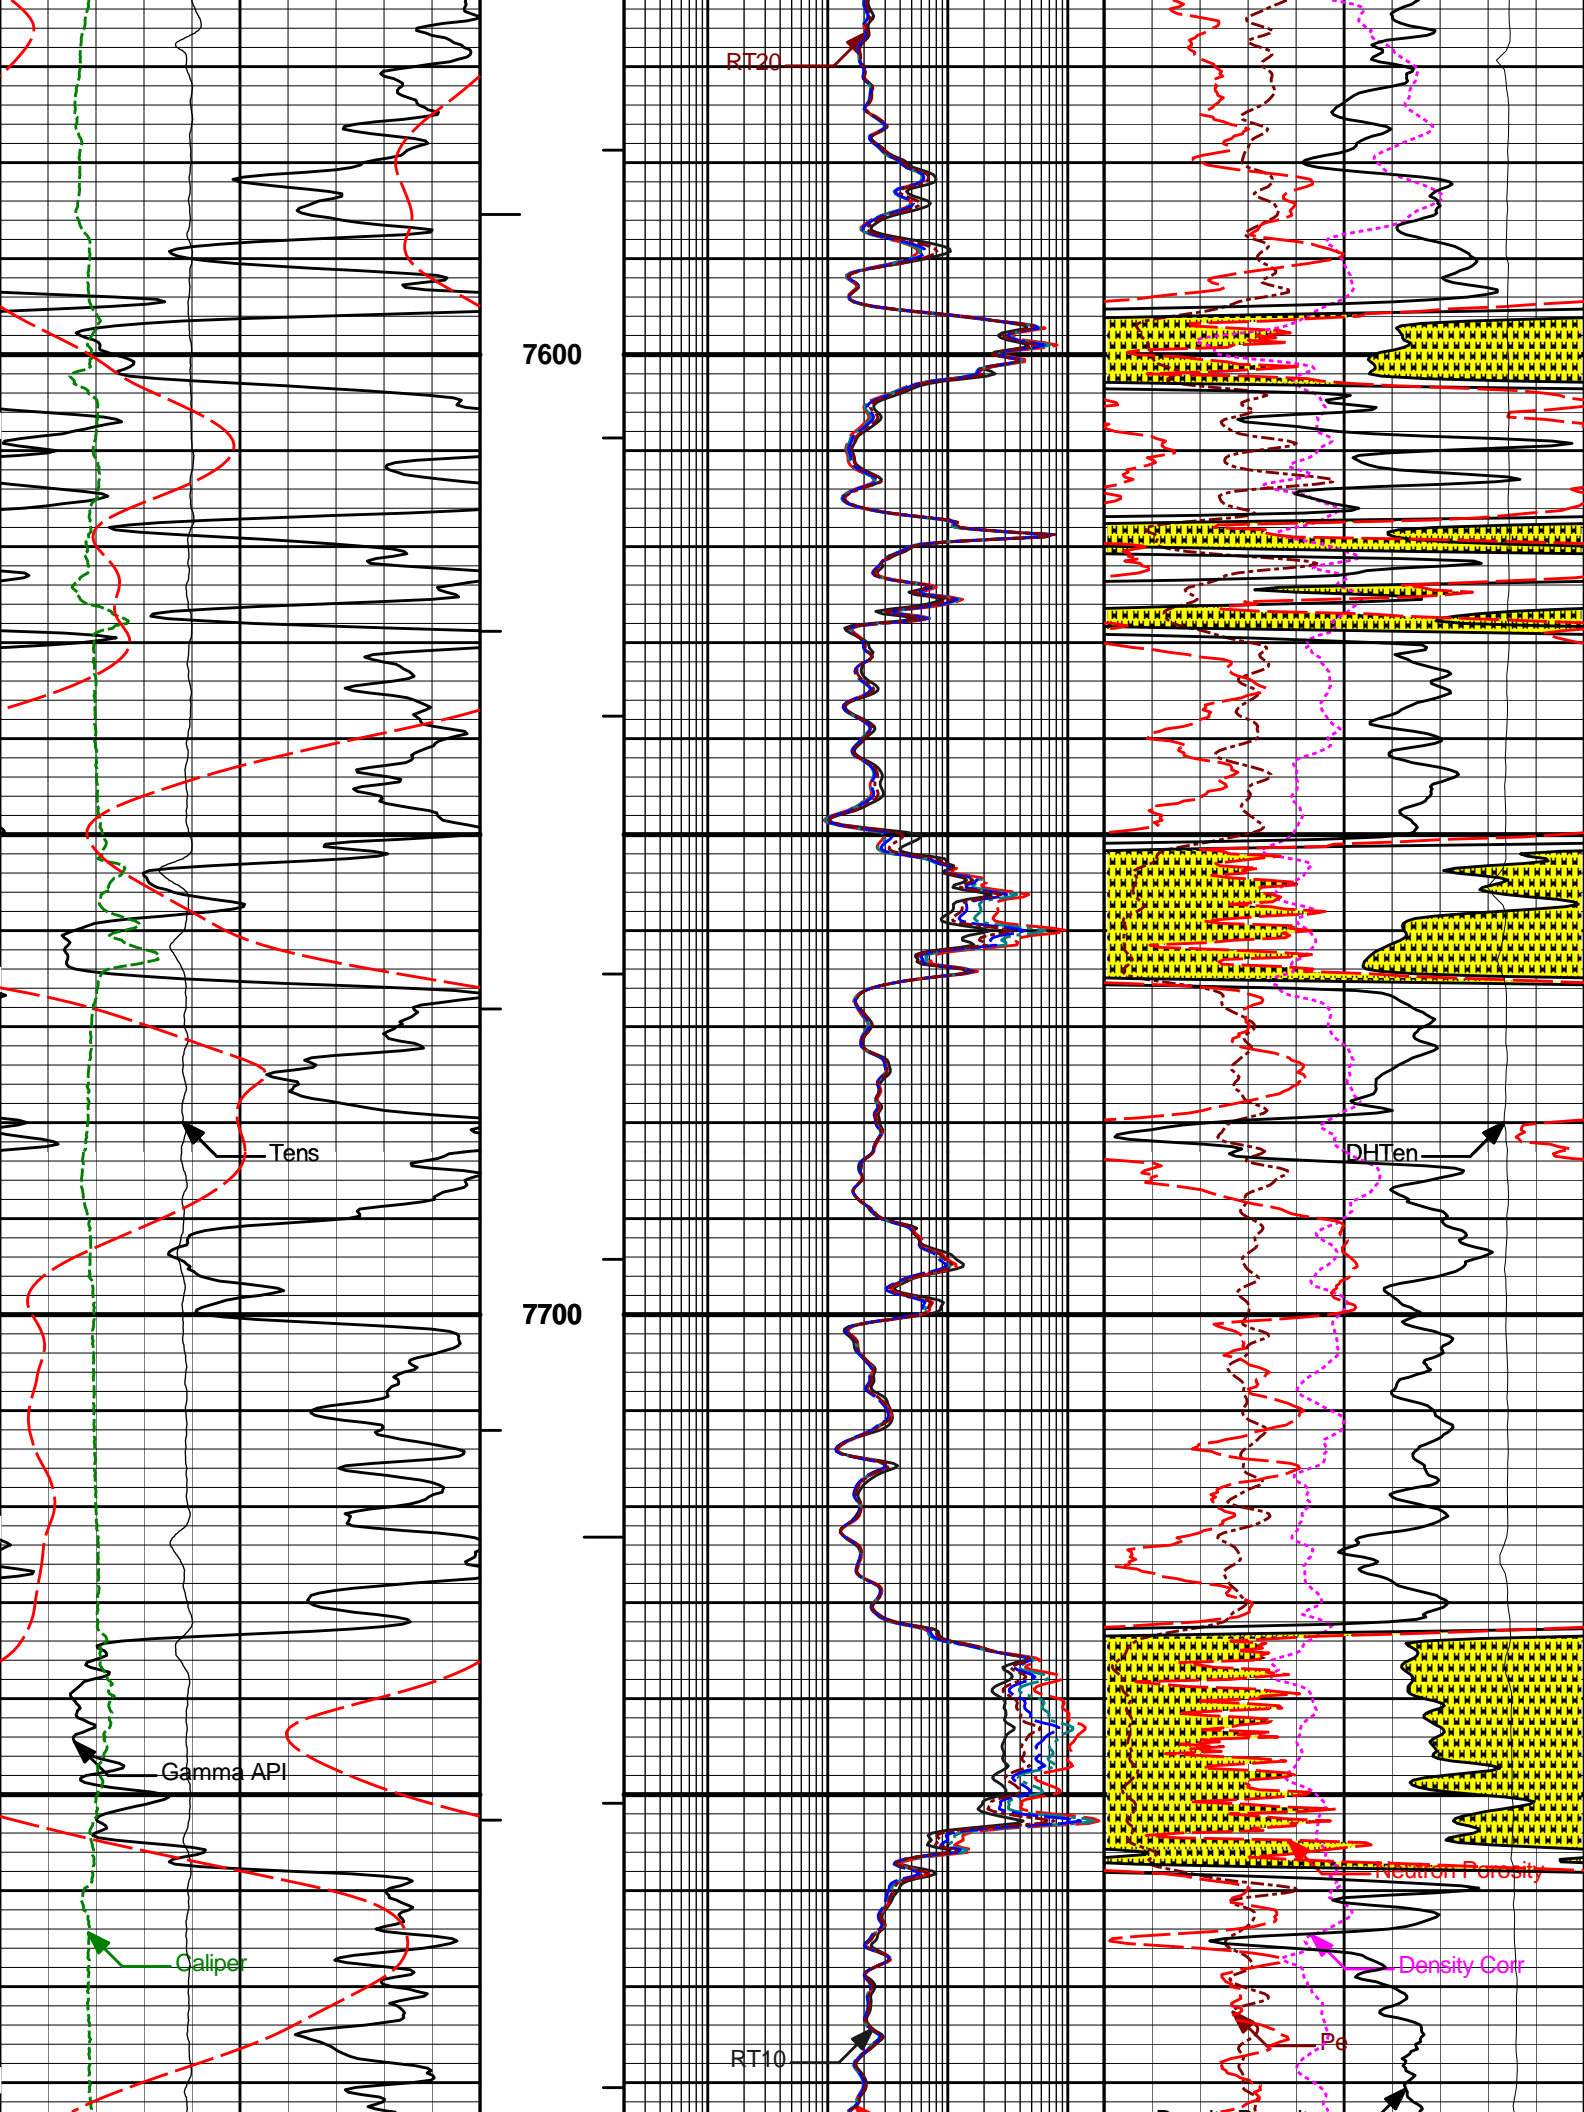 RT20
7600
Tens
DHTen
7700
Gamma API
Neutron Porosity
Caliper
Density Corr
Pe
RT10